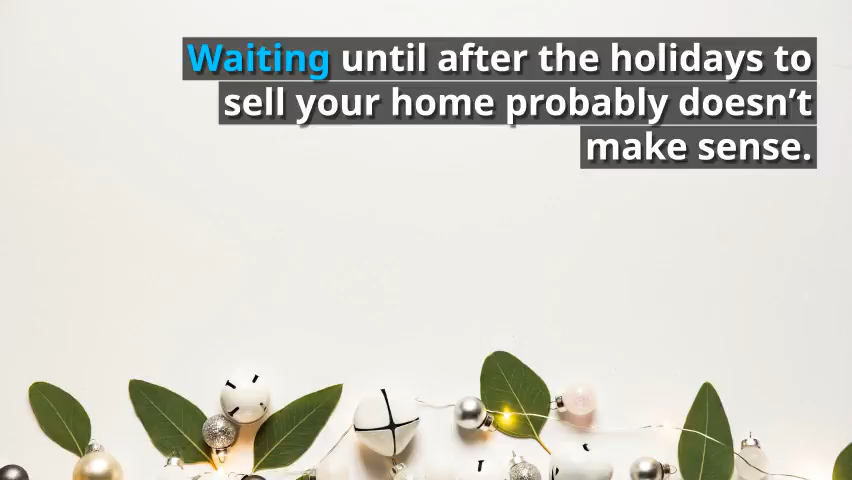 Waiting until after the holidays to
sell your home probably doesn’t
make sense.